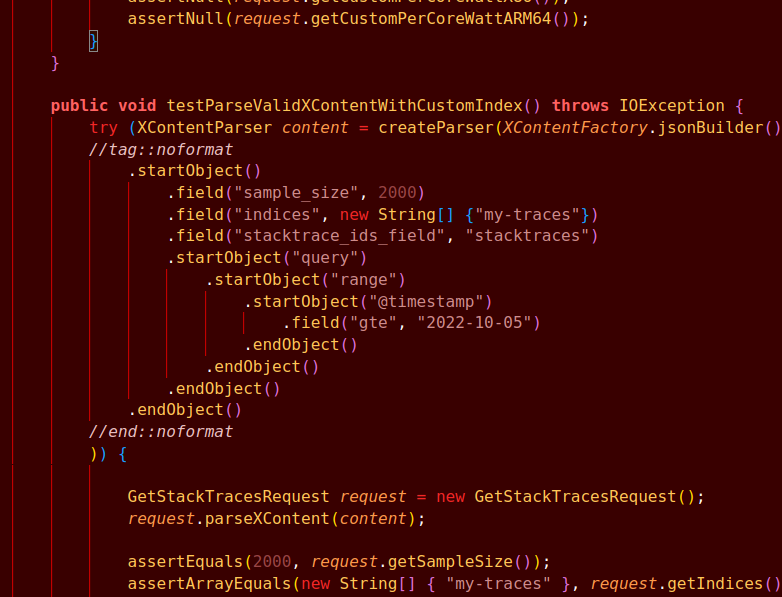 assertNull(request.getCustomPerCoreWattX86());
assertNull(request.getCustomPerCoreWattARM64());
}
}
public void testParseValidXContentWithCustomIndex() throws IOException {
try (XContentParser content = createParser(XContentFactory.jsonBuilder()
//tag::noformat
.startObject()
.field("sample_size", 2000)
.field("indices", new String[] {"my-traces"})
.field("stacktrace_ids_field", "stacktraces")
.startObject("query")
.startObject("range")
.startObject("@timestamp")
.field("gte", "2022-10-05")
.endObject()
.endObject()
.endObject()
.endObject()
//end::noformat
)) {
GetStackTracesRequest request = new GetStackTracesRequest();
request.parseXContent(content);
assertEquals(2000, request.getSampleSize());
assertArrayEquals(new String[] { "my-traces" }, request.getIndices()